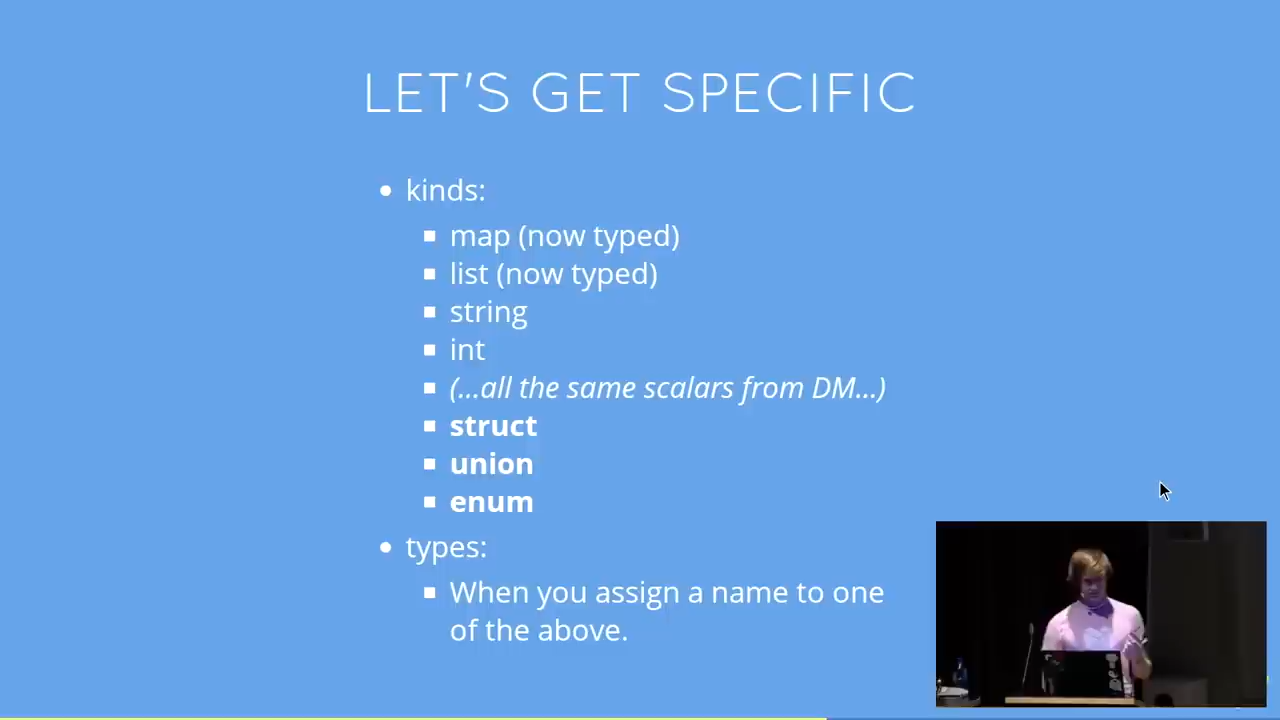 LET'S GET SPECIFIC
kinds:
map (now typed)
list (now typed)
string
int
(...all the same scalars from DM...)
struct
union
enum
types:
When you assign a name to one
of the above.